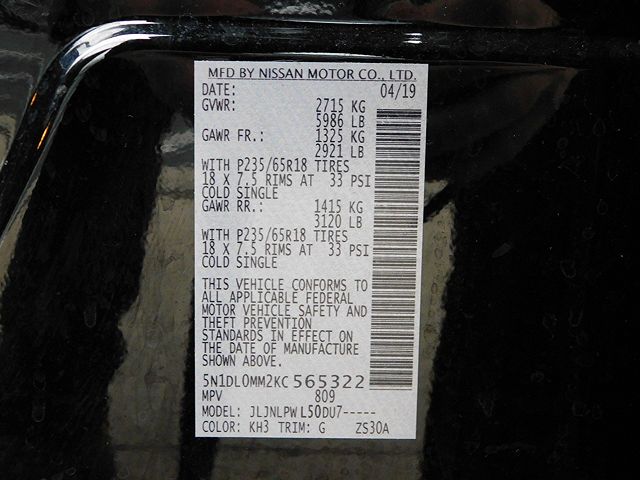 MFD BY NISSAN MOTOR CO., LTD.
DATE: 04/19
GVWR: 2715 KG
5986 LB
GAWR FR.: 1325 KG
2921 LB
WITH P235/65R18 TIRES
18 X 7.5 RIMS AT 33 PSI
COLD SINGLE
GAWR RR.: 1415 KG
3120 LB
WITH P235/65R18 TIRES
18 X 7.5 RIMS AT 33 PSI
COLD SINGLE
THIS VEHICLE CONFORMS TO
ALL APPLICABLE FEDERAL
MOTOR VEHICLE SAFETY AND
THEFT PREVENTION
STANDARDS IN EFFECT ON
THE DATE OF MANUFACTURE
SHOWN ABOVE.
5N1DL0MM2KC565322
MPV 809
MODEL: JLJNLPWL50DU7-----
COLOR: KH3 TRIM: G ZS30A